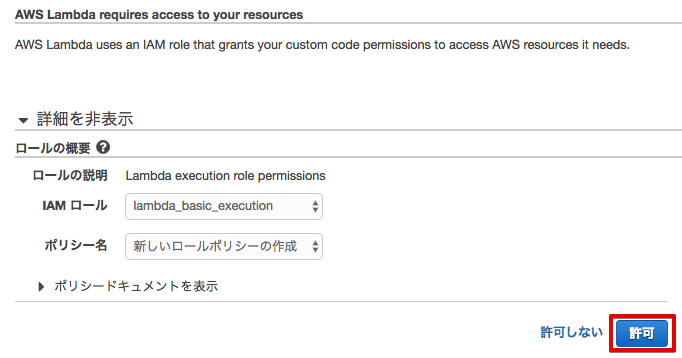 AWS Lambda requires access to your resources
AWS Lambda uses an IAM role that grants your custom code permissions to access AWS resources it needs.
詳細を非表示
ロールの概要
ロールの説明 Lambda execution role permissions
IAM ロール lambda_basic_execution
ポリシー名 新しいロールポリシーの作成
ポリシードキュメントを表示
許可しない 許可